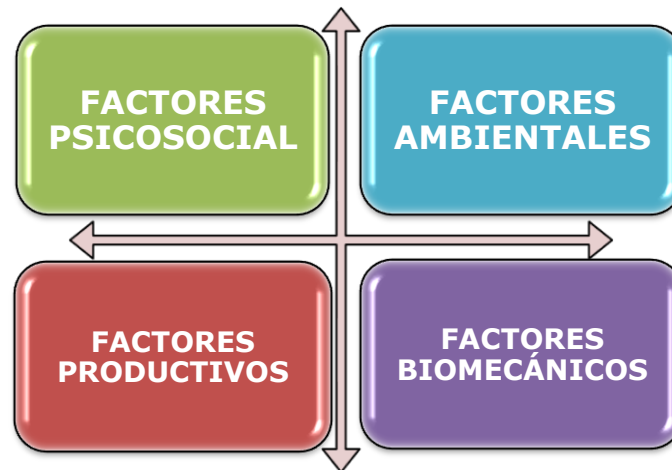 FACTORES
PSICOSOCIAL
FACTORES
AMBIENTALES
FACTORES
PRODUCTIVOS
FACTORES
BIOMECÁNICOS